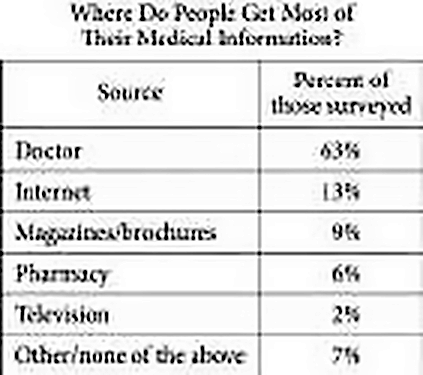 Where Do People Get Most of
Their Medical Information?
Source
Percent of
those surveyed
Doctor 63%
Internet 13%
Magazines/brochures 9%
Pharmacy 6%
Television 2%
Other/none of the above 7%